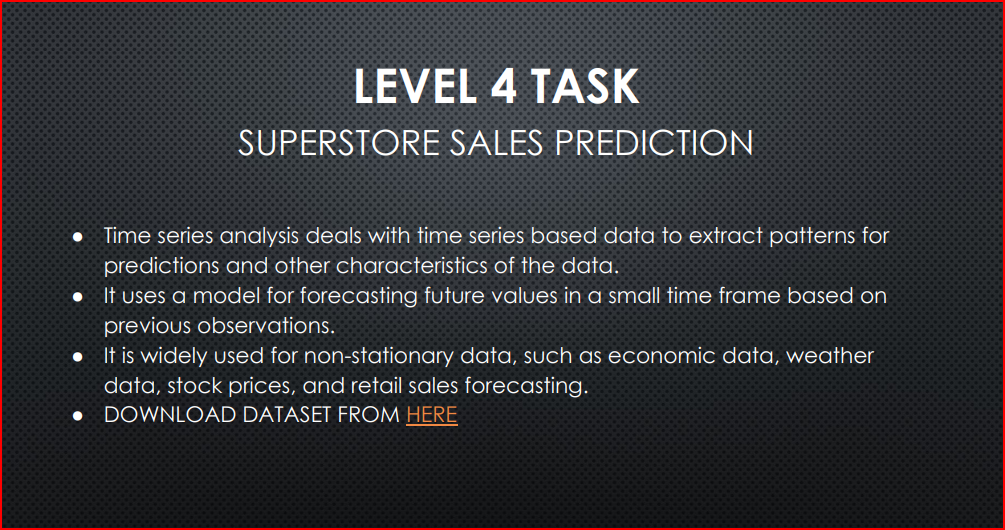 LEVEL 4 TASK
SUPERSTORE SALES PREDICTION
● Time series analysis deals with time series based data to extract patterns for
predictions and other characteristics of the data.
● It uses a model for forecasting future values in a small time frame based on
previous observations.
● It is widely used for non-stationary data, such as economic data, weather
data, stock prices, and retail sales forecasting.
● DOWNLOAD DATASET FROM HERE